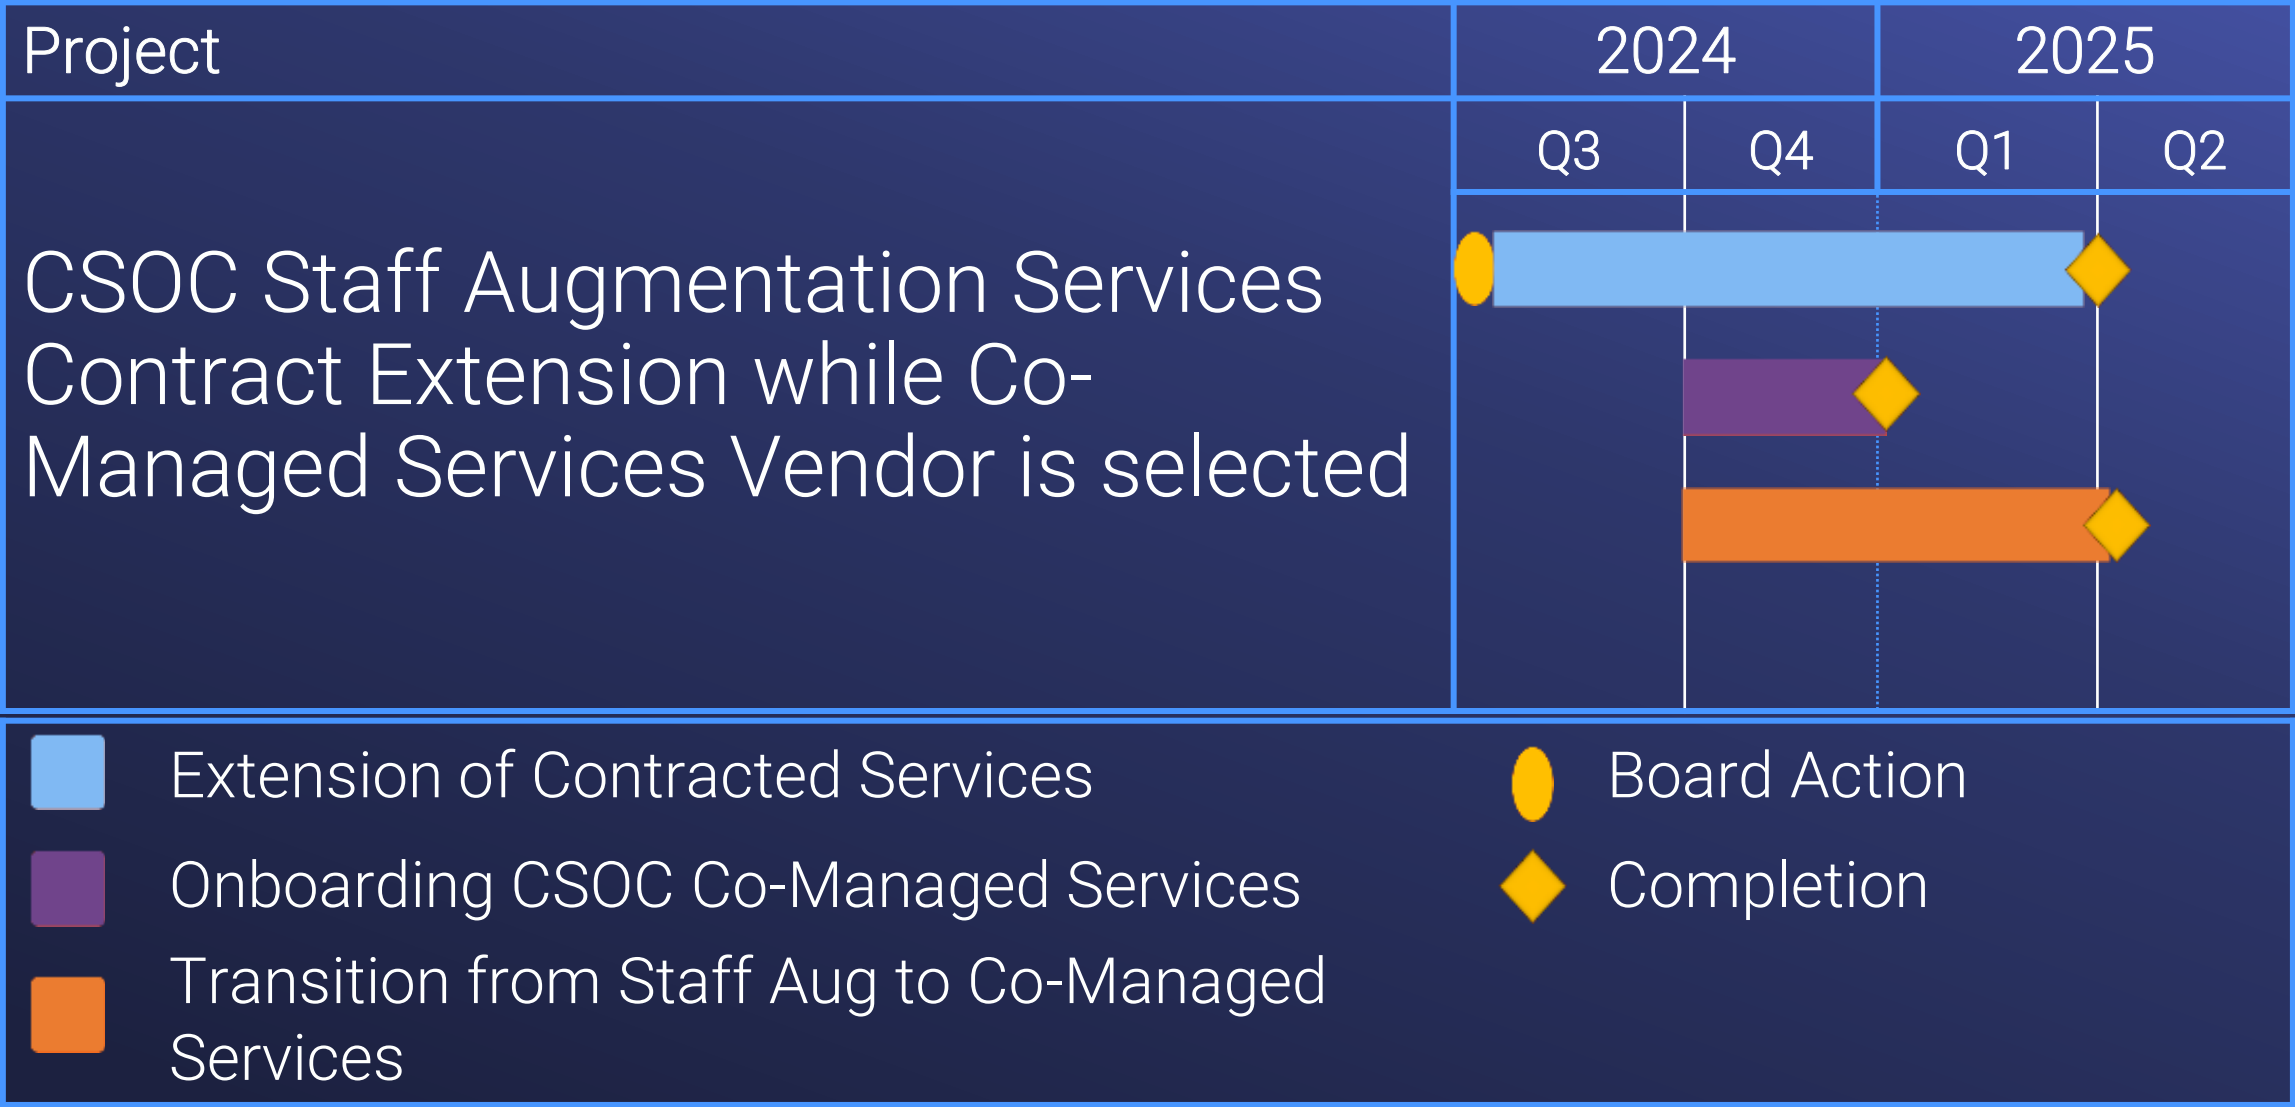 Project
2024
2025
Q3
Q4
Q1
Q2
CSOC Staff Augmentation Services
Contract Extension while Co-
Managed Services Vendor is selected
Extension of Contracted Services
Onboarding CSOC Co-Managed Services
Transition from Staff Aug to Co-Managed
Services
Board Action
Completion